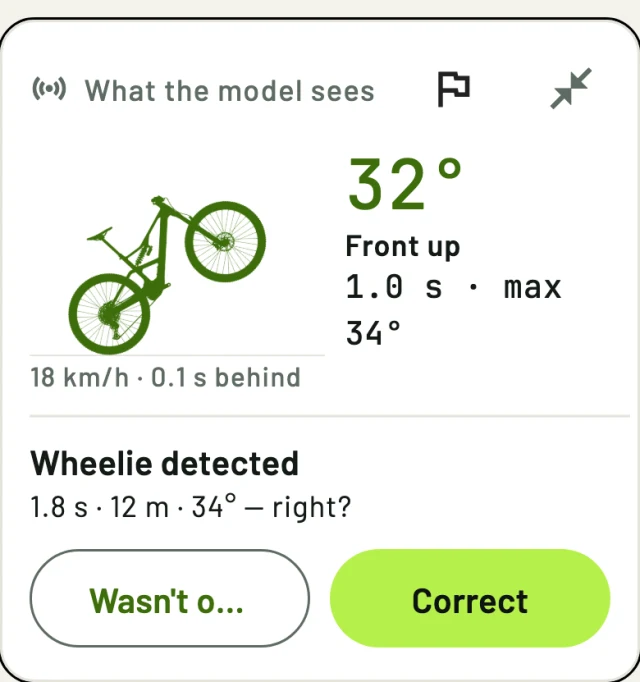 What the model sees
32°
Front up
1.0 s · max
34°
18 km/h · 0.1 s behind
Wheelie detected
1.8 s · 12 m · 34° — right?
Wasn't o...
Correct